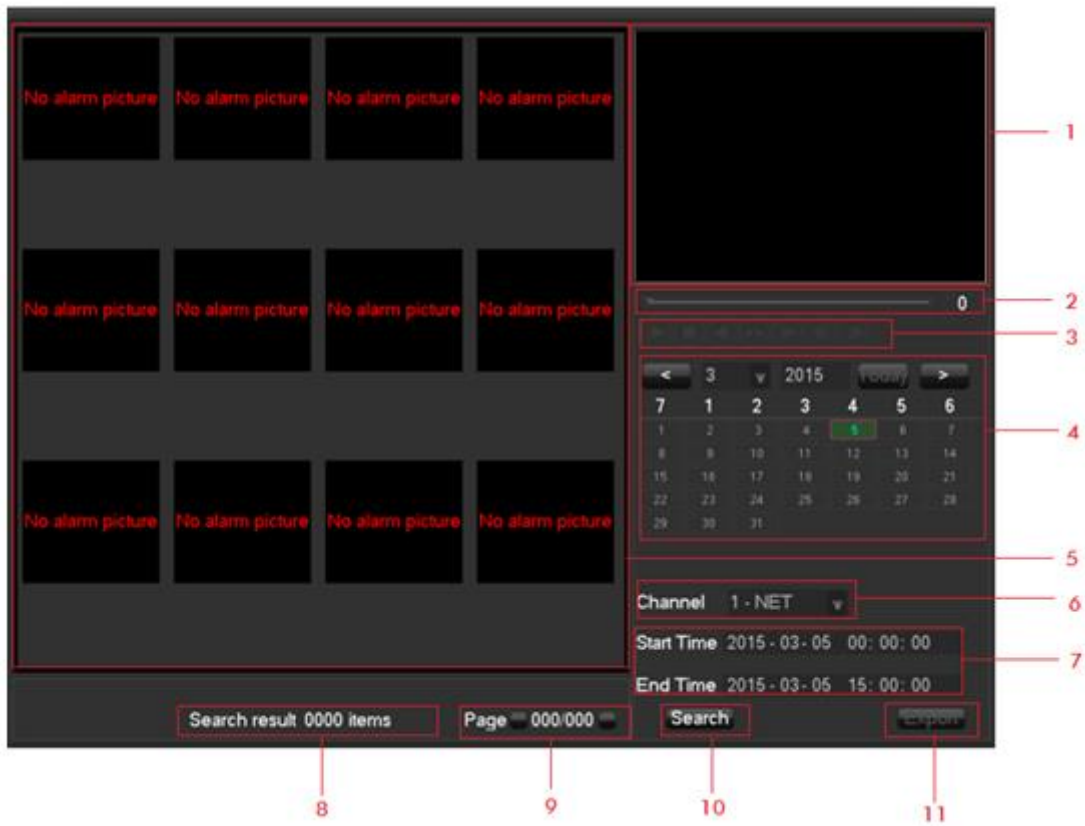 No alarm picture No alarm picture No alarm picture No alarm picture
No alarm picture No alarm picture No alarm picture No alarm picture
No alarm picture No alarm picture No alarm picture No alarm picture
1
0
2
3
< 3 v 2015 Today >
7 1 2 3 4 5 6
1 2 3 4 5 6 7
8 9 10 11 12 13 14
15 16 17 18 19 20 21
22 23 24 25 26 27 28
29 30 31
4
5
Channel 1 - NET v
6
Start Time 2015 - 03 - 05 00: 00: 00
End Time 2015 - 03 - 05 15: 00: 00
7
Search result 0000 items
Page 000/000
Search
Export
8
9
10
11